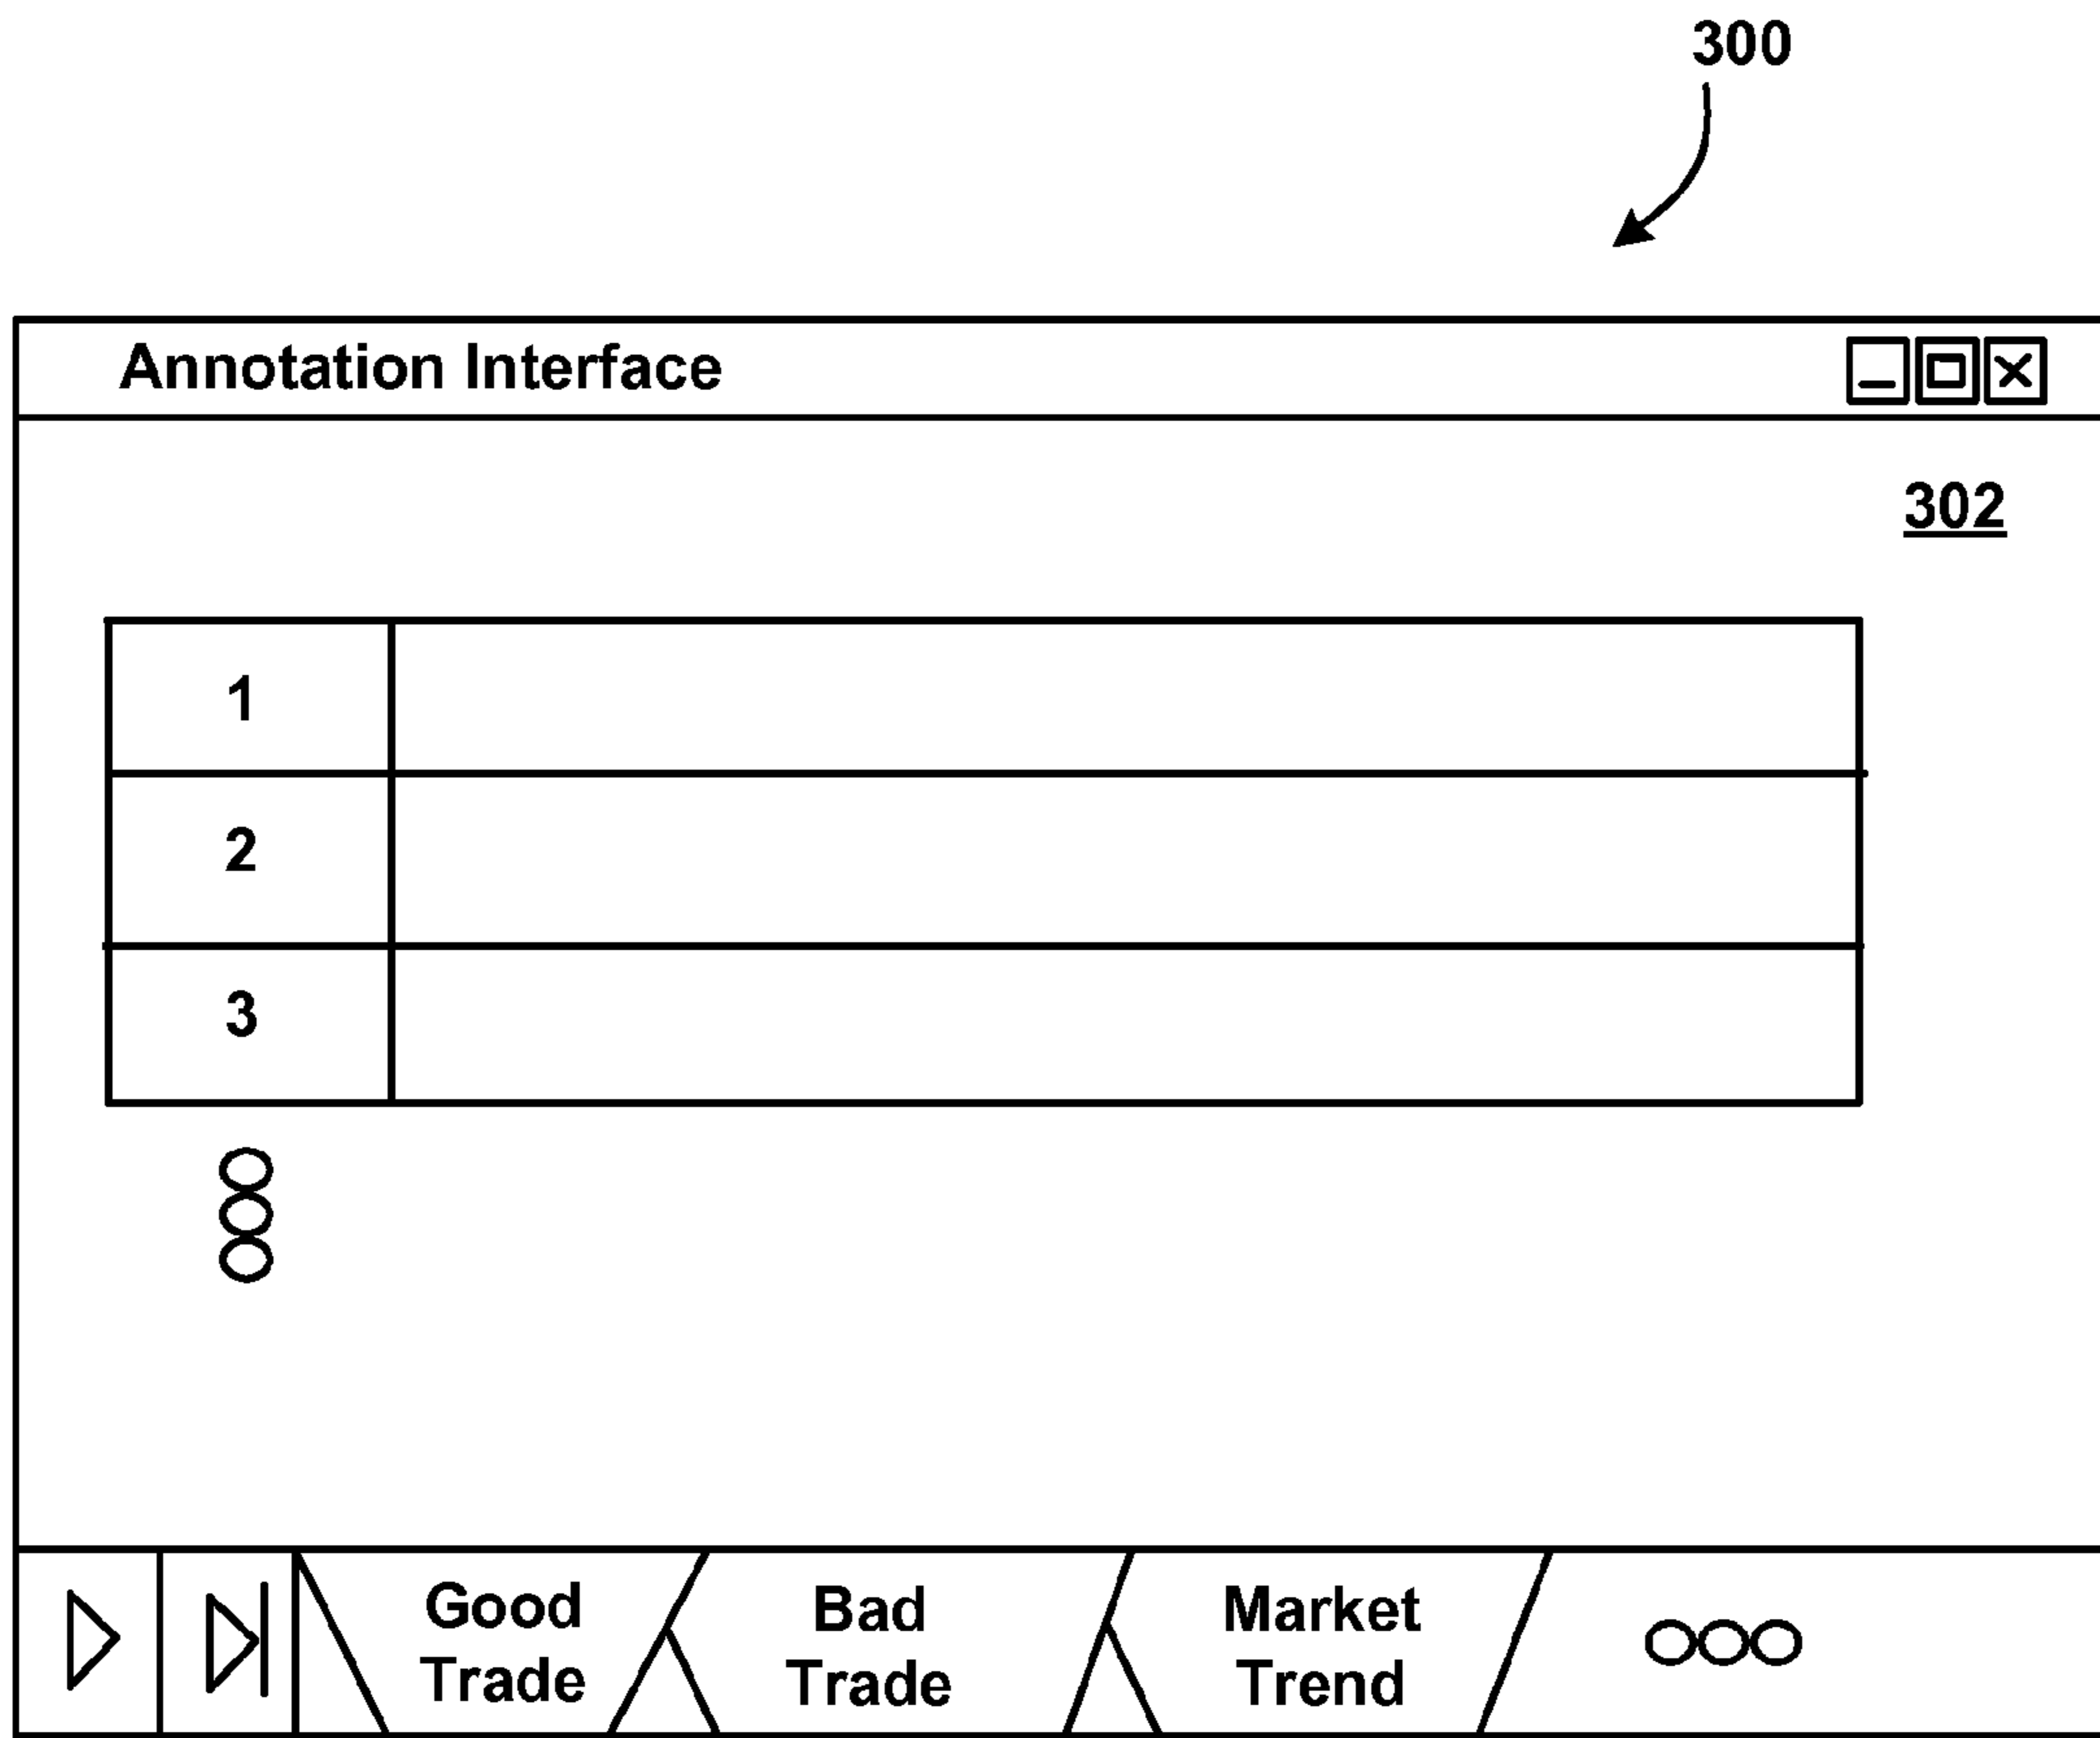 300
Annotation Interface
302
1
2
3
Good
Trade
Bad
Trade
Market
Trend